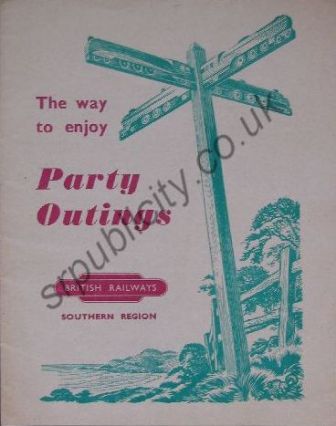 The way
to enjoy
Party
Outings
BRITISH RAILWAYS
SOUTHERN REGION
srpublicity.co.uk